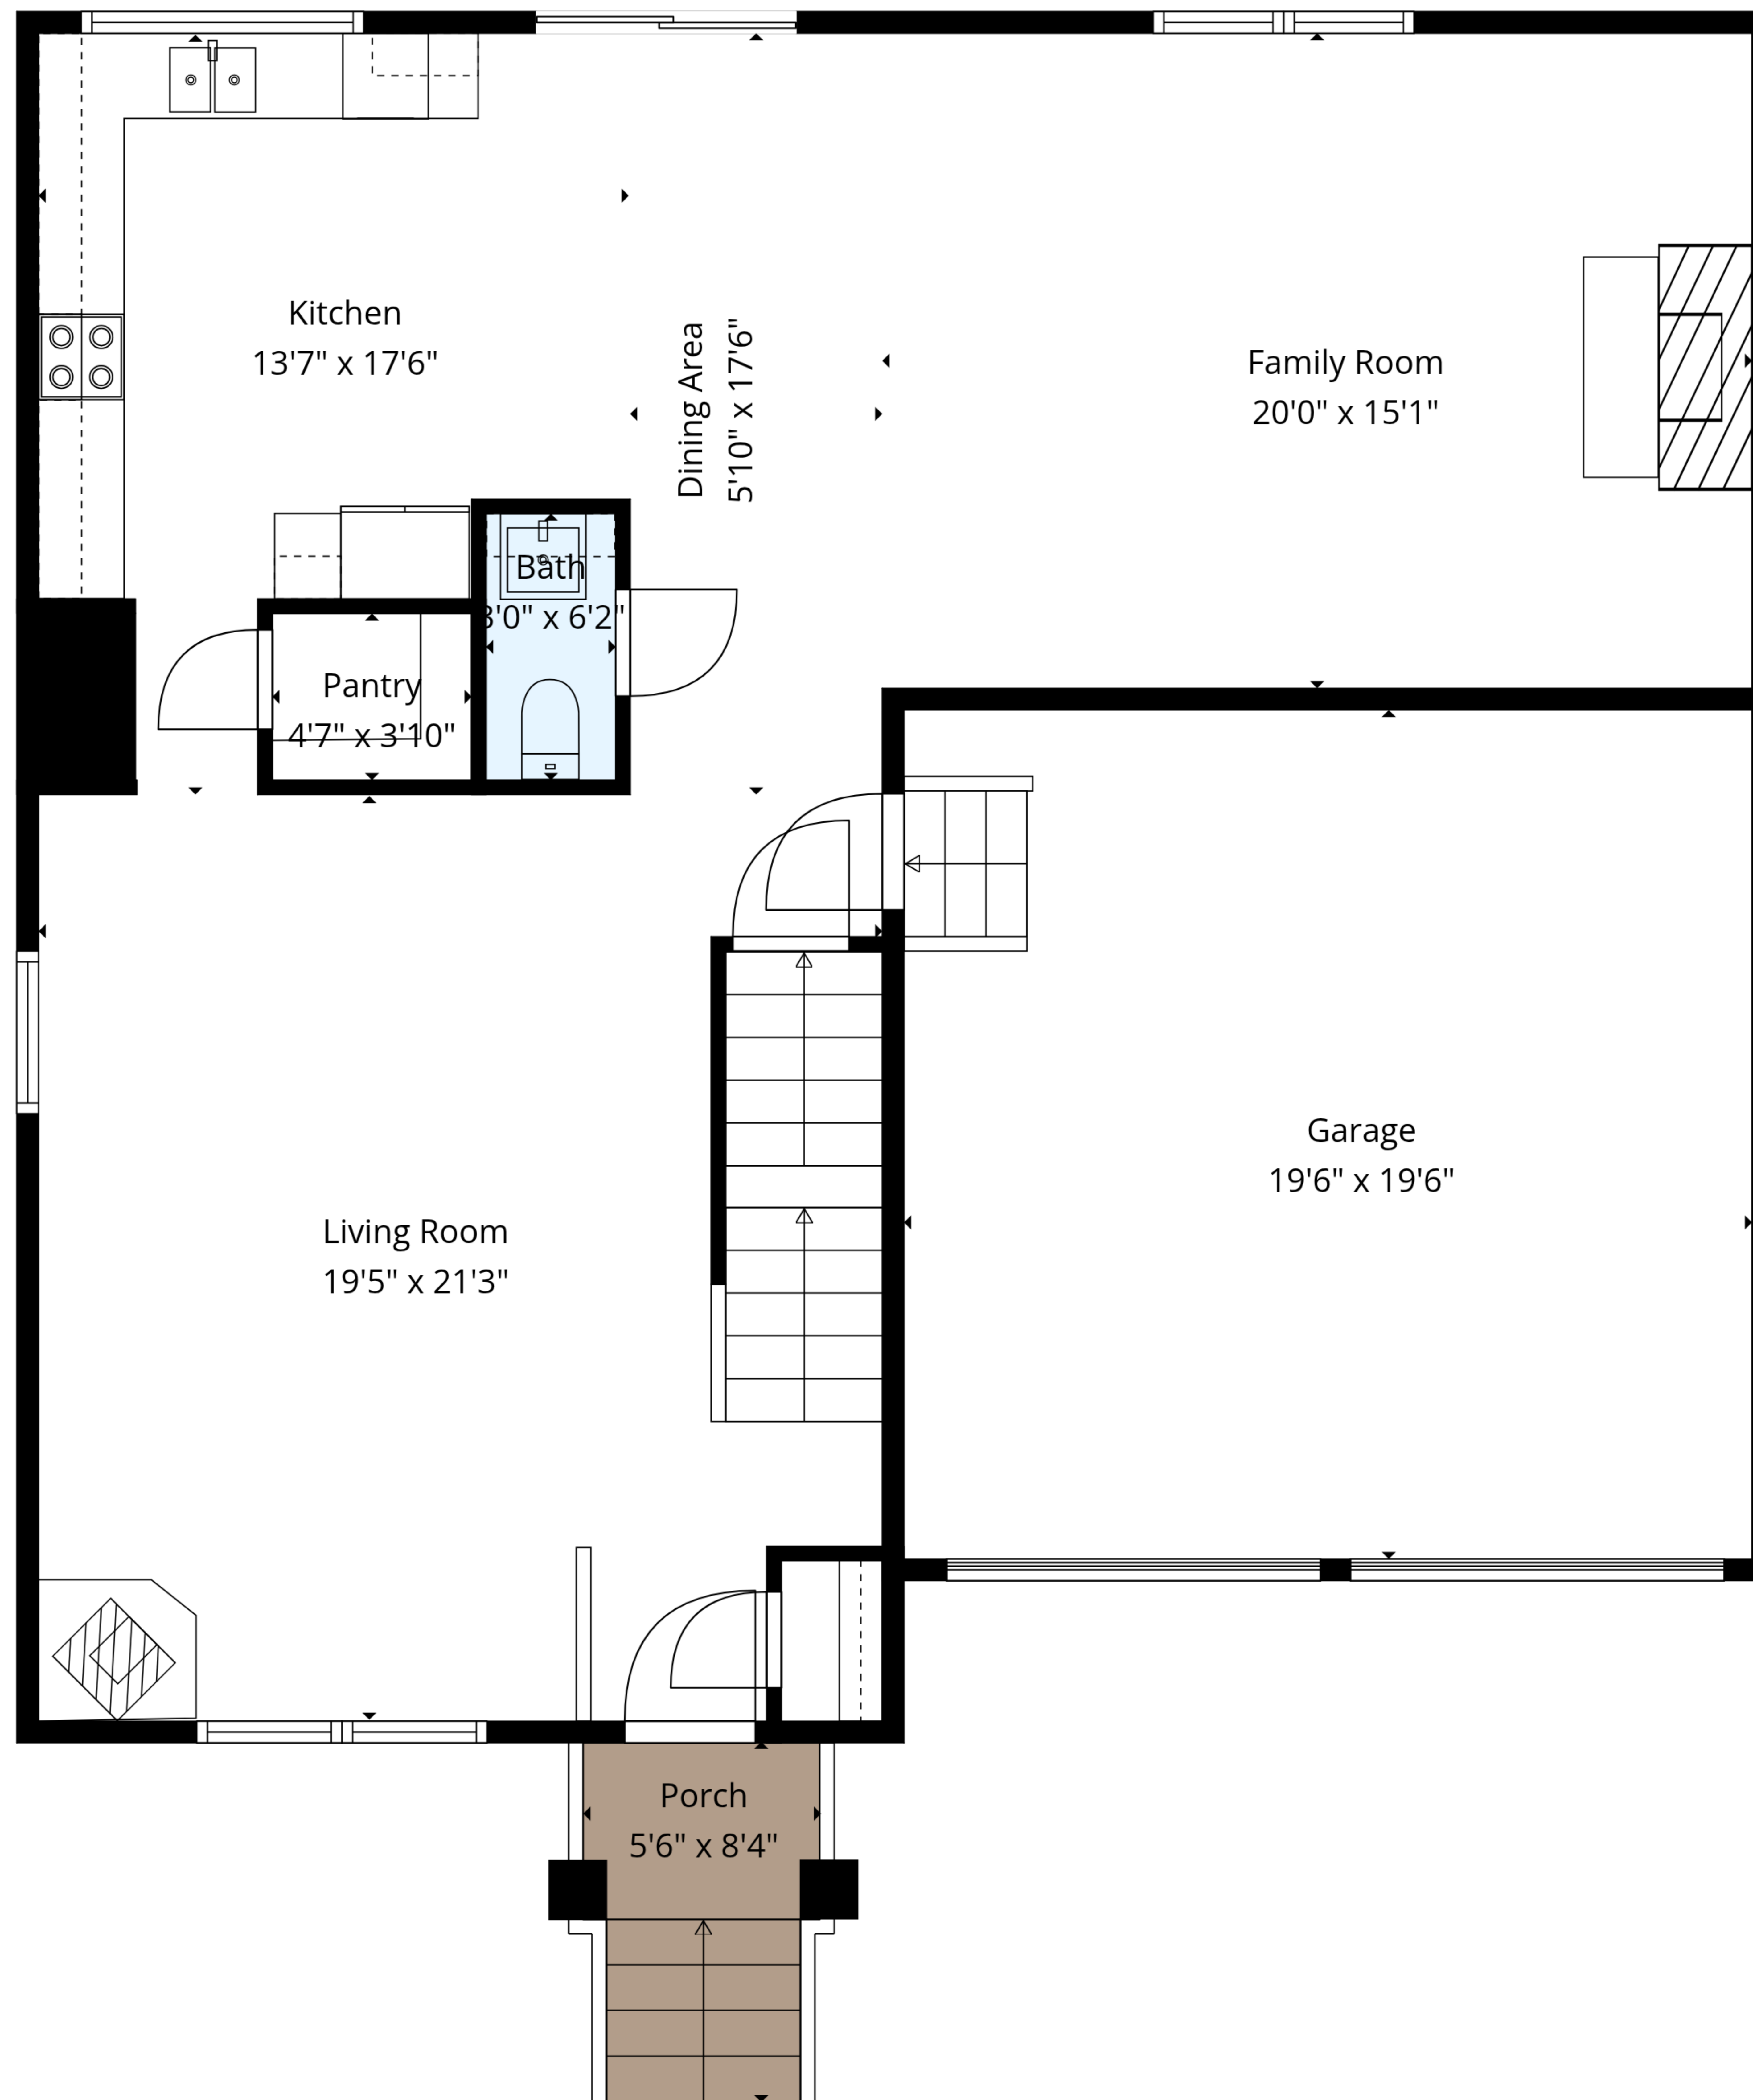 Kitchen
13'7" x 17'6"
Dining Area
5'10" x 17'6"
Family Room
20'0" x 15'1"
Bath
3'0" x 6'2"
Pantry
4'7" x 3'10"
Garage
19'6" x 19'6"
Living Room
19'5" x 21'3"
Porch
5'6" x 8'4"